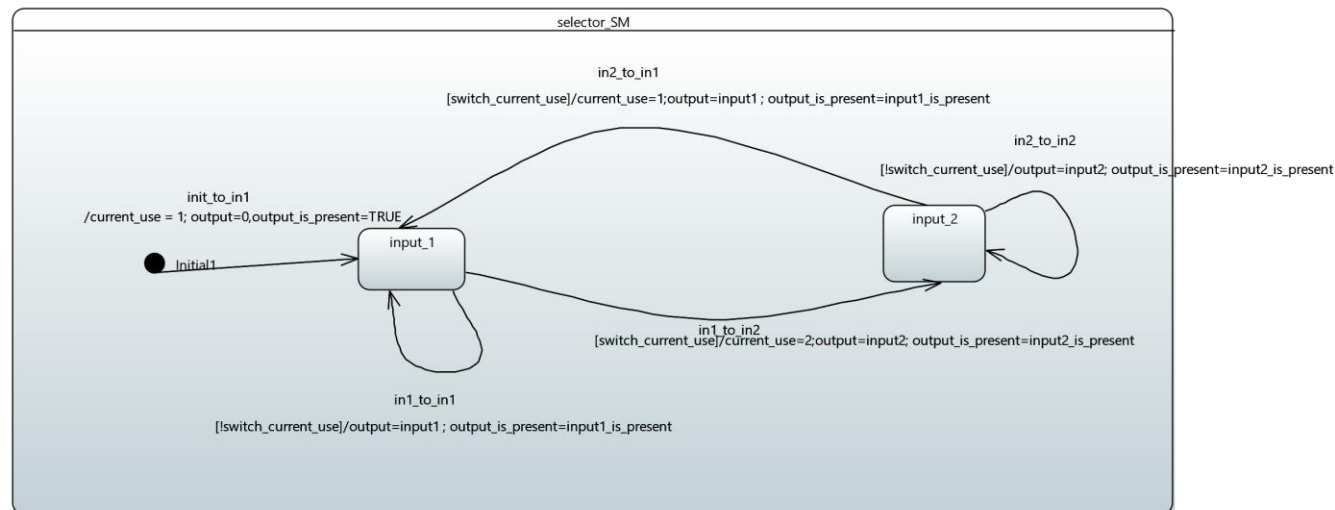 selector_SM
in2_to_in1
[switch_current_use]/current_use=1;output=input1 ; output_is_present=input1_is_present
in2_to_in2
[!switch_current_use]/output=input2; output_is_present=input2_is_present
init_to_in1
/current_use = 1; output=0,output_is_present=TRUE
input_2
input_1
Initial1
in1_to_in2
[switch_current_use]/current_use=2;output=input2; output_is_present=input2_is_present
in1_to_in1
[!switch_current_use]/output=input1 ; output_is_present=input1_is_present